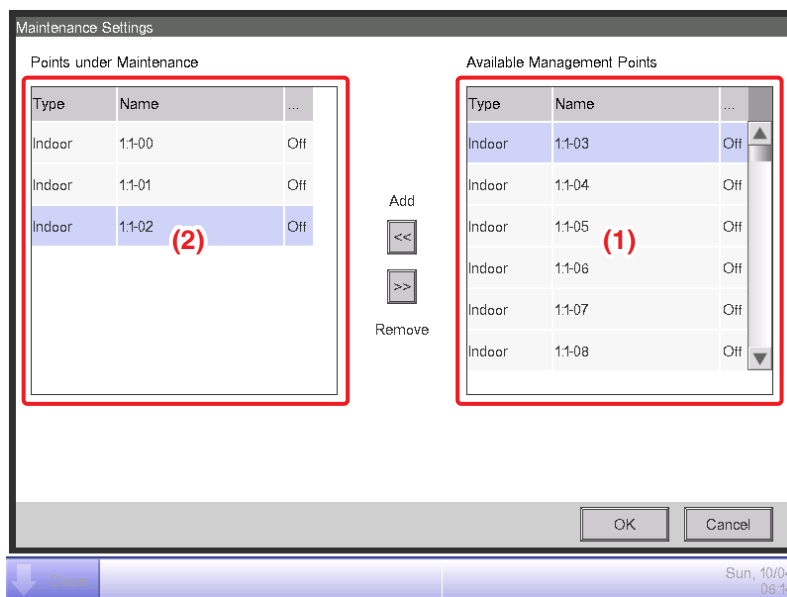 Maintenance Settings
Points under Maintenance
Available Management Points
Type Name ...
Indoor 1:1-00 Off
Indoor 1:1-01 Off
Indoor 1:1-02 Off
(2)
Add
<<
>>
Remove
Type Name ...
Indoor 1:1-03 Off
Indoor 1:1-04 Off
Indoor 1:1-05 Off
Indoor 1:1-06 Off
Indoor 1:1-07 Off
Indoor 1:1-08 Off
(1)
OK Cancel
Sun, 10/0
06:1